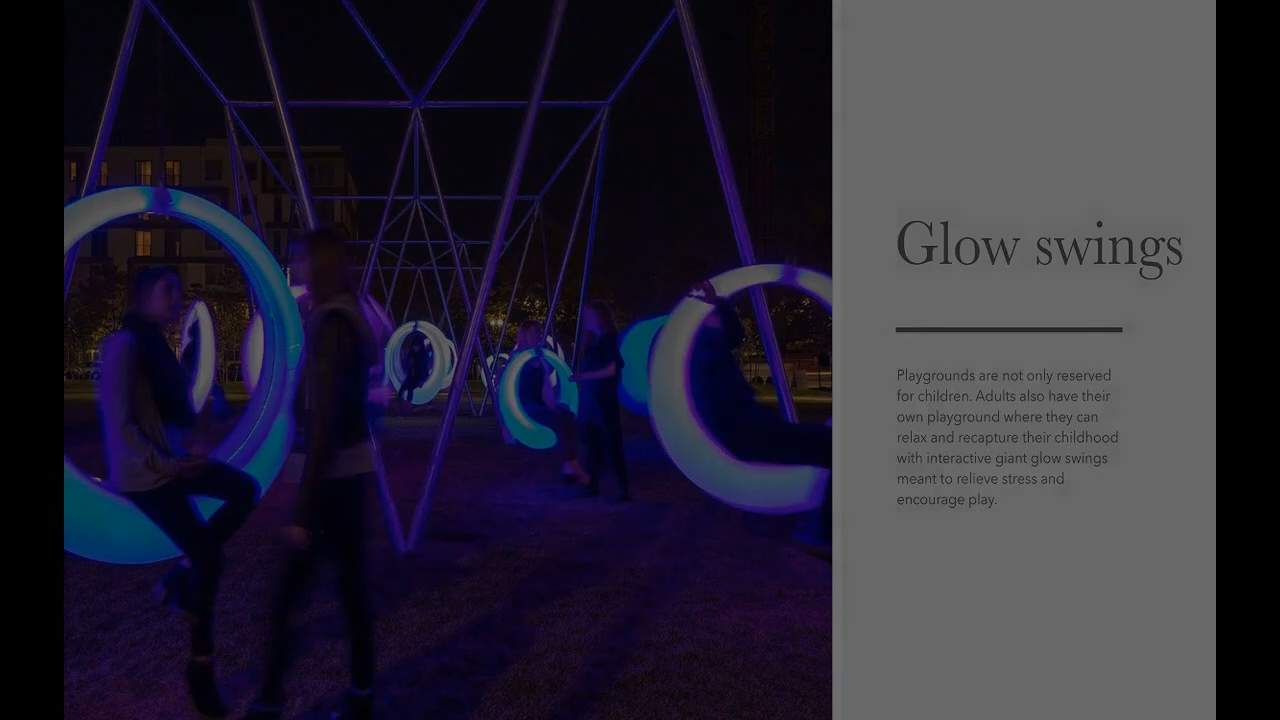 Glow swings
Playgrounds are not only reserved
for children. Adults also have their
own playground where they can
relax and recapture their childhood
with interactive giant glow swings
meant to relieve stress and
encourage play.